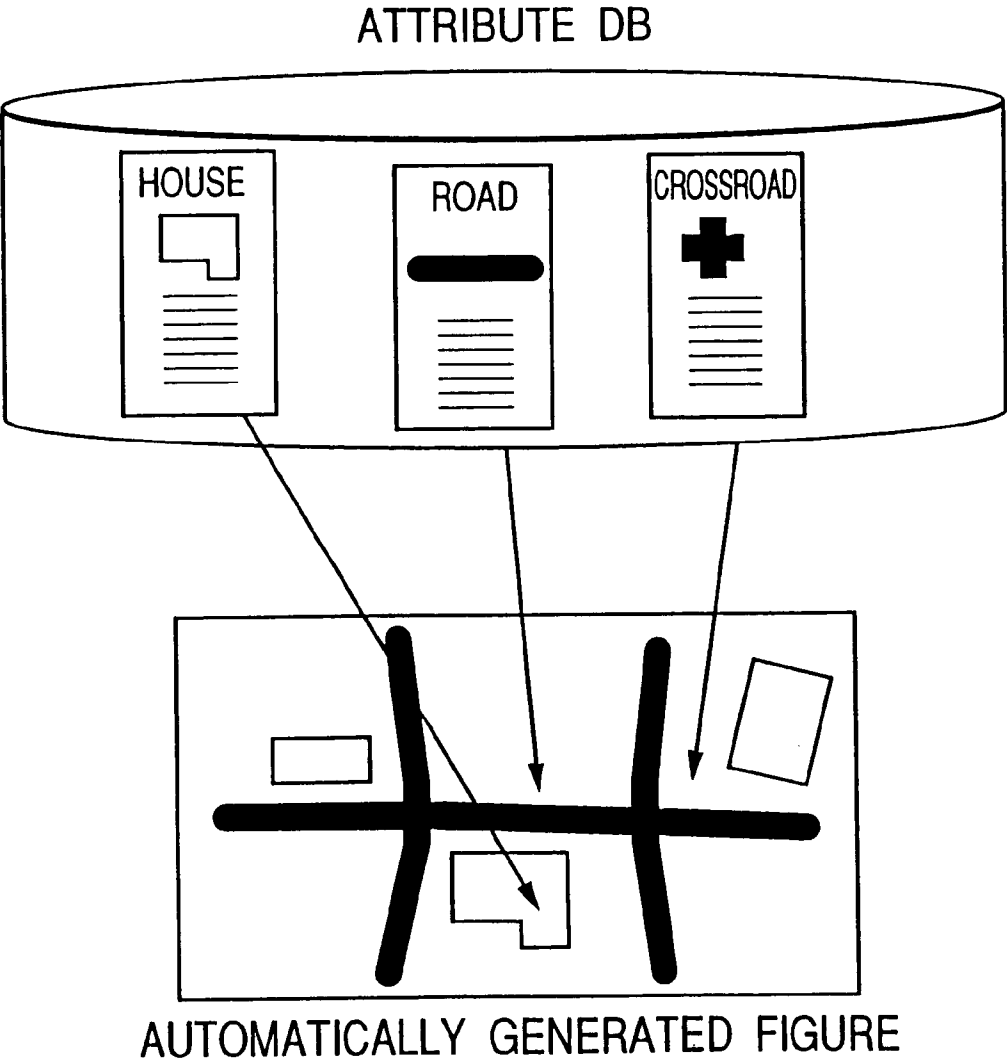 ATTRIBUTE DB
HOUSE
ROAD
CROSSROAD
AUTOMATICALLY GENERATED FIGURE